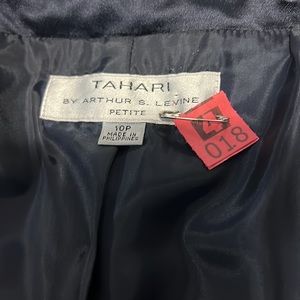 TAHARI
BY ARTHUR S. LEVINE
PETITE
10P
MADE IN
PHILIPPINES
018